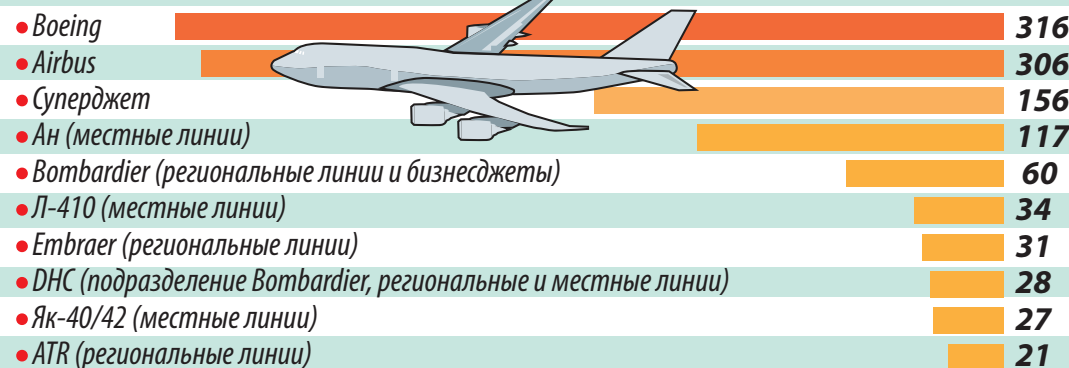 Boeing 316
Airbus 306
Суперджет 156
Ан (местные линии) 117
Bombardier (региональные линии и бизнесджеты) 60
Л-410 (местные линии) 34
Embraer (региональные линии) 31
DHC (подразделение Bombardier, региональные и местные линии) 28
Як-40/42 (местные линии) 27
ATR (региональные линии) 21